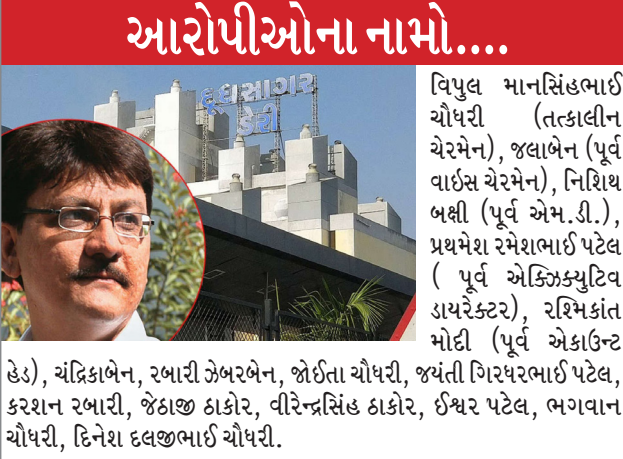 આરોપીઓના નામો....
દૂધસાગર
ડેરી
વિપુલ માનસિંહભાઈ
ચૌધરી (તત્કાલીન
ચેરમેન), જલાબેન (પૂર્વ
વાઇસ ચેરમેન), નિશિથ
બક્ષી (પૂર્વ એમ.ડી.),
પ્રથમેશ રમેશભાઈ પટેલ
( પૂર્વ એક્ઝિક્યુટિવ
ડાયરેક્ટર), રશ્મિકાંત
મોદી (પૂર્વ એકાઉન્ટ
હેડ), ચંદ્રિકાબેન, રબારી ઝેબરબેન, જોઈતા ચૌધરી, જયંતી ગિરધરભાઈ પટેલ,
કરશન રબારી, જેઠાજી ઠાકોર, વીરેન્દ્રસિંહ ઠાકોર, ઈશ્વર પટેલ, ભગવાન
ચૌધરી, દિનેશ દલજીભાઈ ચૌધરી.